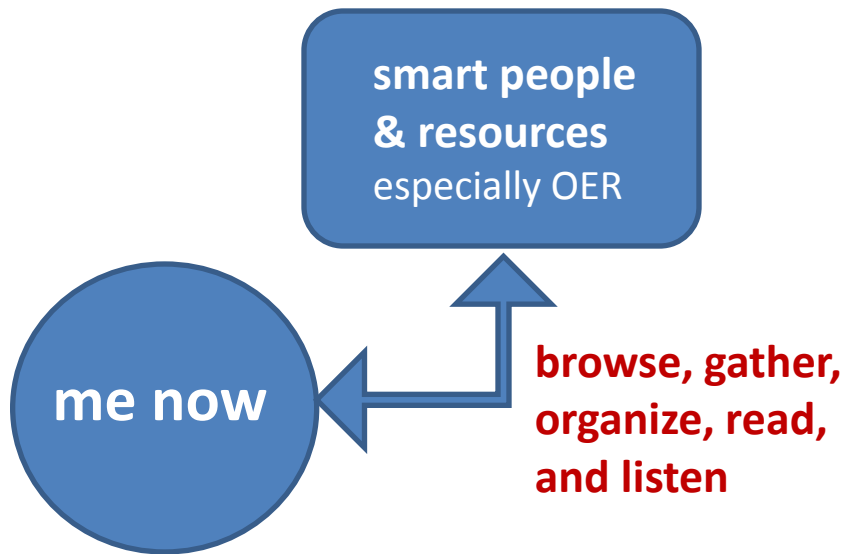 smart people
& resources
especially OER
me now
browse, gather,
organize, read,
and listen